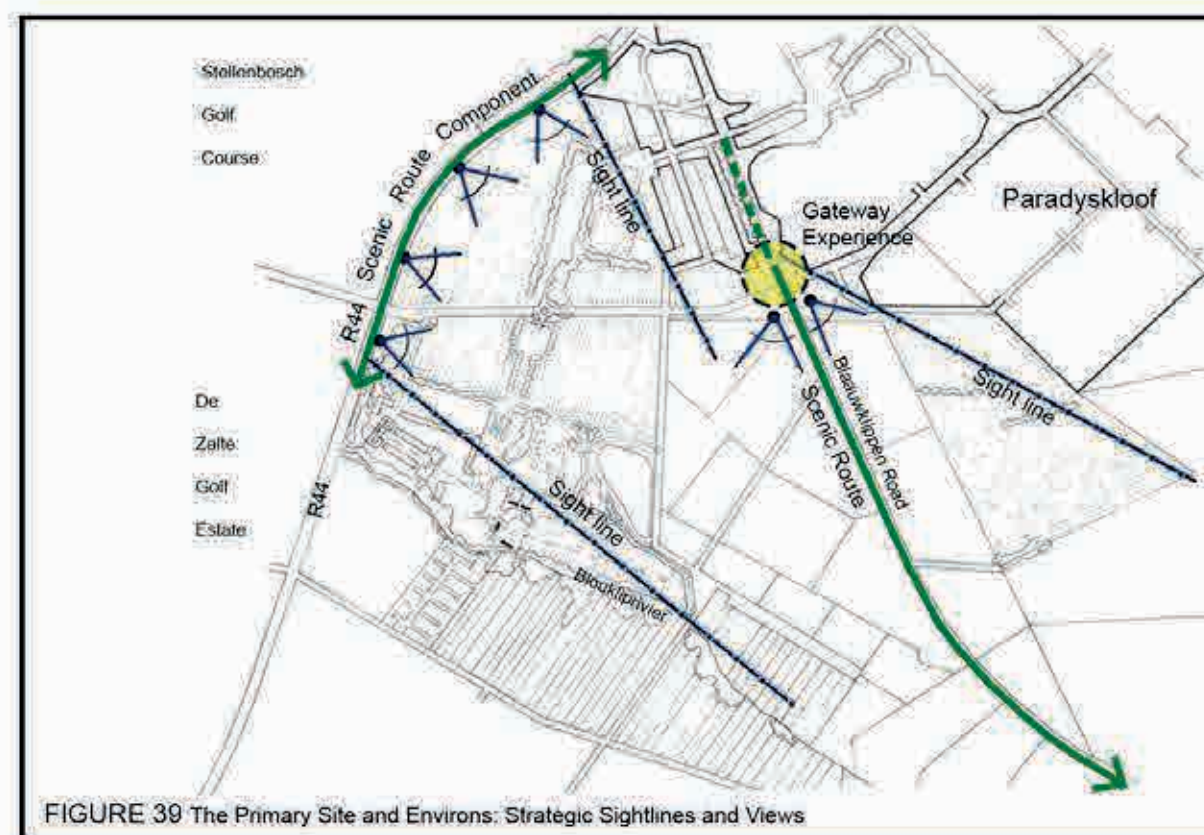 Stellenbosch
Golf
Course
R44 Scenic Route Component
Sight line
Gateway
Experience
Paradyskloof
Sight line
Blaauwklippen Road
Scenic Route
De
Zalte
Golf
Estate
R44
Sight line
Bloukliprivier
FIGURE 39 The Primary Site and Environs: Strategic Sightlines and Views